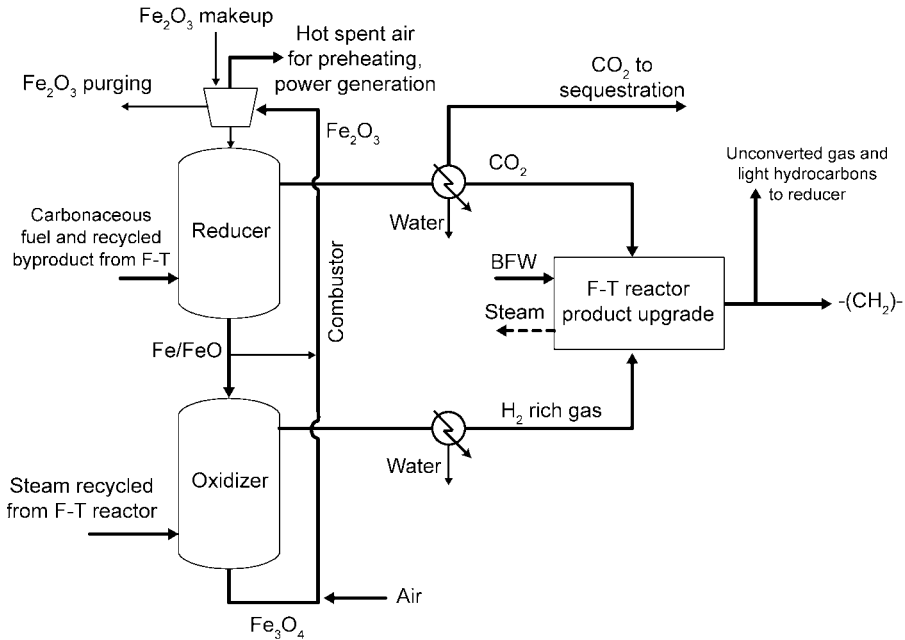 Fe₂O₃ makeup
Hot spent air
for preheating,
power generation
Fe₂O₃ purging
CO₂ to
sequestration
Fe₂O₃
CO₂
Unconverted gas and
light hydrocarbons
to reducer
Carbonaceous
fuel and recycled
byproduct from F-T
Reducer
Water
BFW
F-T reactor
product upgrade
-(CH₂)-
Steam
Combustor
Fe/FeO
H₂ rich gas
Water
Oxidizer
Steam recycled
from F-T reactor
Air
Fe₃O₄